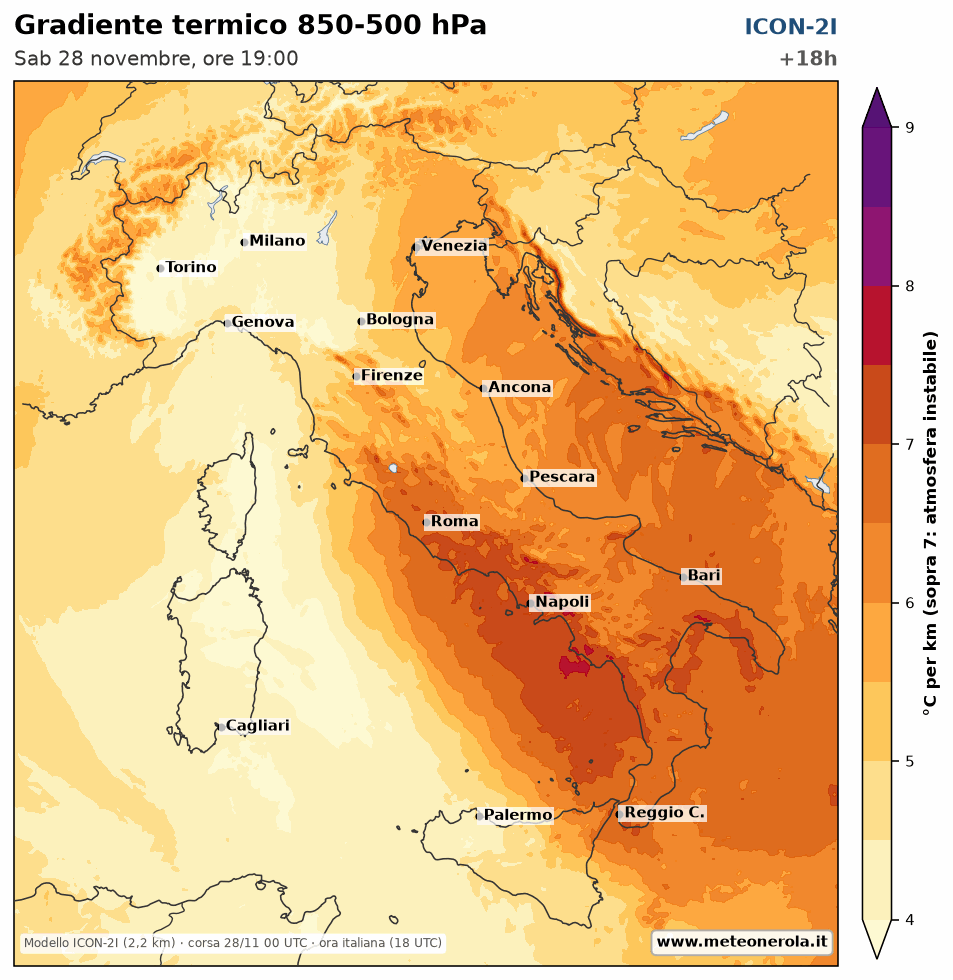 Gradiente termico 850-500 hPa
ICON-2I
Sab 28 novembre, ore 19:00
+18h
Milano
Venezia
Torino
Genova
Bologna
Firenze
Ancona
Pescara
Roma
Bari
Napoli
Cagliari
Palermo
Reggio C.
9
8
7
6
5
4
°C per km (sopra 7: atmosfera instabile)
Modello ICON-2I (2,2 km) · corsa 28/11 00 UTC · ora italiana (18 UTC)
www.meteonerola.it